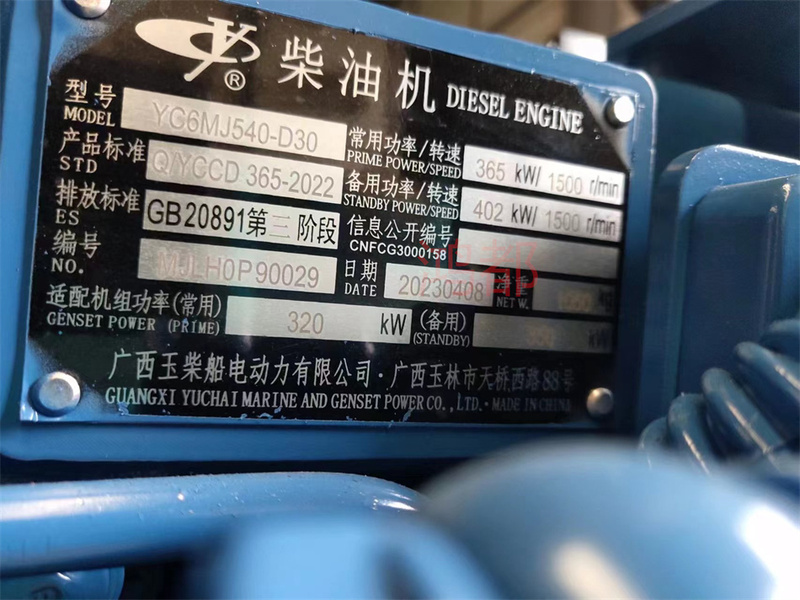 YC ® 柴油机 DIESEL ENGINE
型号 MODEL YC6MJ540-D30
常用功率/转速 PRIME POWER/SPEED 365 kW/ 1500 r/min
产品标准 STD Q/YCCD 365-2022
备用功率/转速 STANDBY POWER/SPEED 402 kW/ 1500 r/min
排放标准 ES GB20891第三阶段
信息公开编号 CNFCG3000158
编号 NO. MJLH0P90029
日期 DATE 20230408
净重 NET W.
适配机组功率(常用) GENSET POWER (PRIME) 320 kW
(备用) (STANDBY) kW
广西玉柴船电动力有限公司·广西玉林市天桥西路88号
GUANGXI YUCHAI MARINE AND GENSET POWER CO., LTD. · MADE IN CHINA